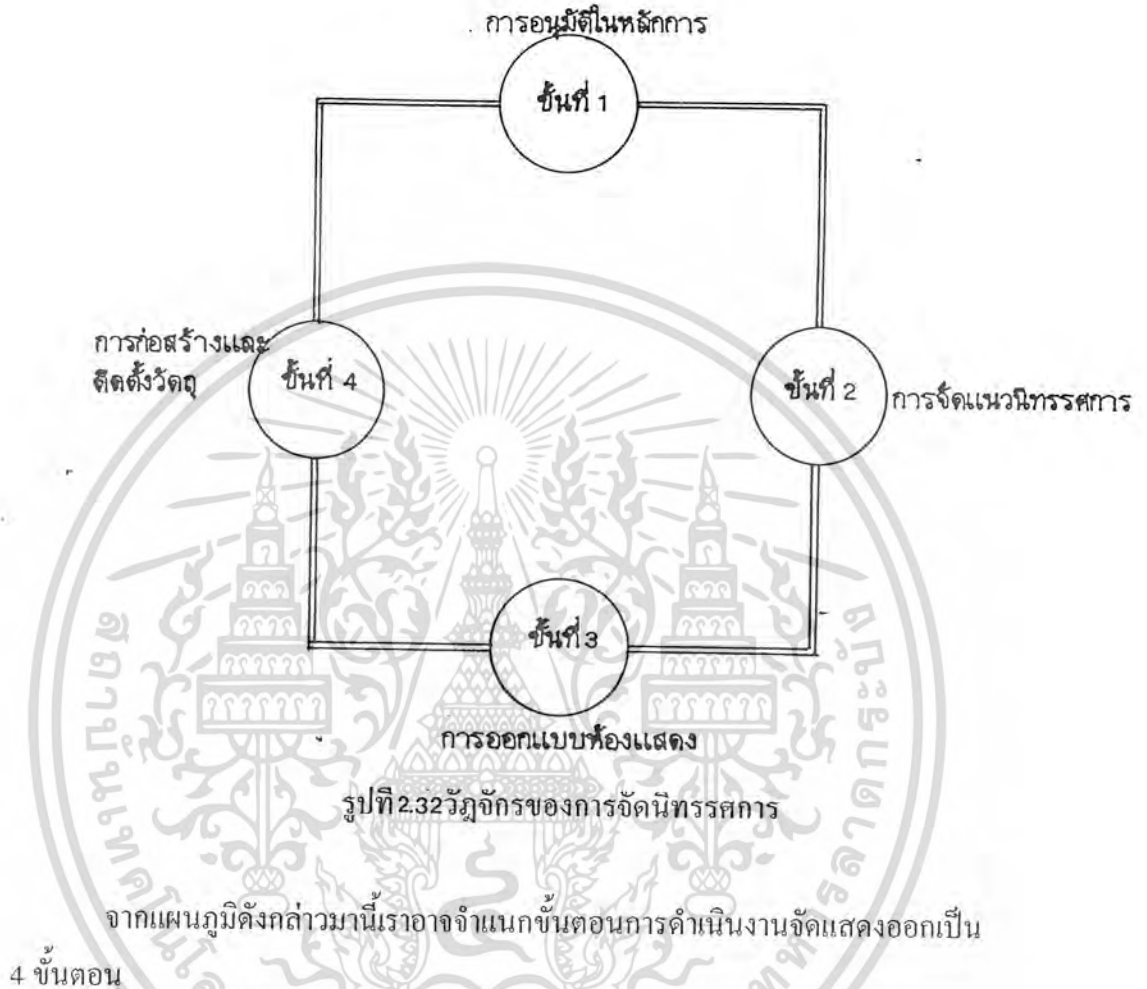 การอนุมัติในหลักการ
ขั้นที่ 1
การก่อสร้างและ
ติดตั้งวัตถุ
ขั้นที่ 4
ขั้นที่ 2
การจัดแนวนิทรรศการ
ขั้นที่ 3
การออกแบบห้องแสดง
รูปที่2.32วัฎจักรของการจัดนิทรรศการ
จากแผนภูมิดังกล่าวมานี้เราอาจจำแนกขั้นตอนการดำเนินงานจัดแสดงออกเป็น
4 ขั้นตอน